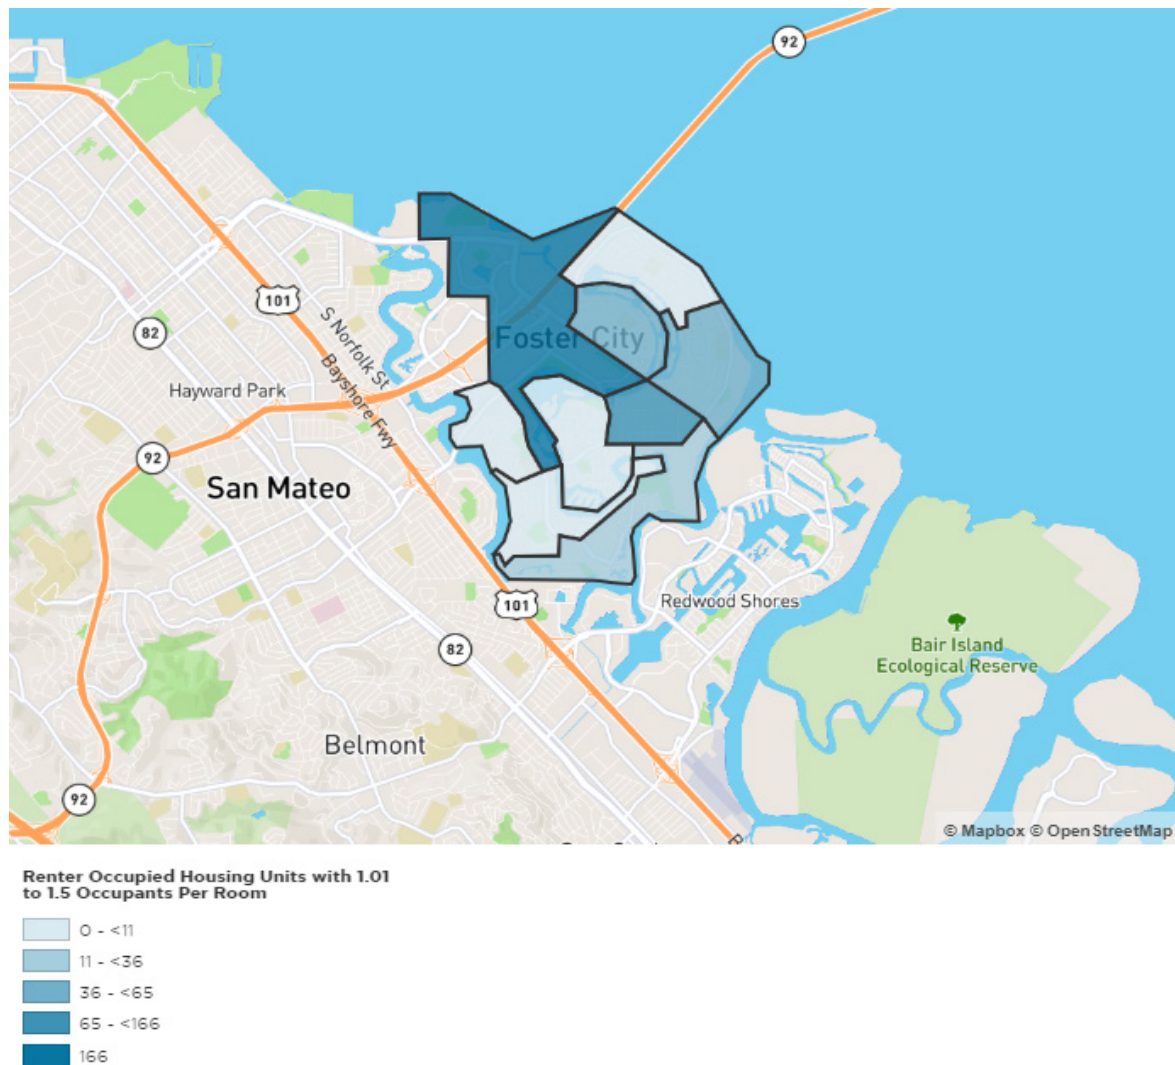 92
101
82
S Norfolk St
Foster City
Hayward Park
Bayshore Fwy
92
San Mateo
101
Redwood Shores
82
Bair Island
Ecological Reserve
Belmont
92
© Mapbox © OpenStreetMap
Renter Occupied Housing Units with 1.01
to 1.5 Occupants Per Room
0 - <11
11 - <36
36 - <65
65 - <166
166